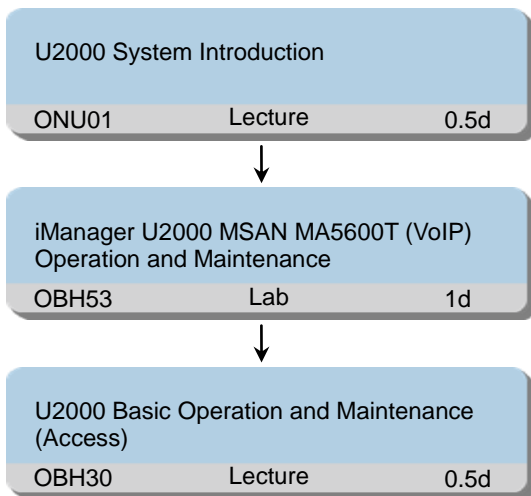 U2000 System Introduction
ONU01 Lecture 0.5d
iManager U2000 MSAN MA5600T (VoIP)
Operation and Maintenance
OBH53 Lab 1d
U2000 Basic Operation and Maintenance
(Access)
OBH30 Lecture 0.5d